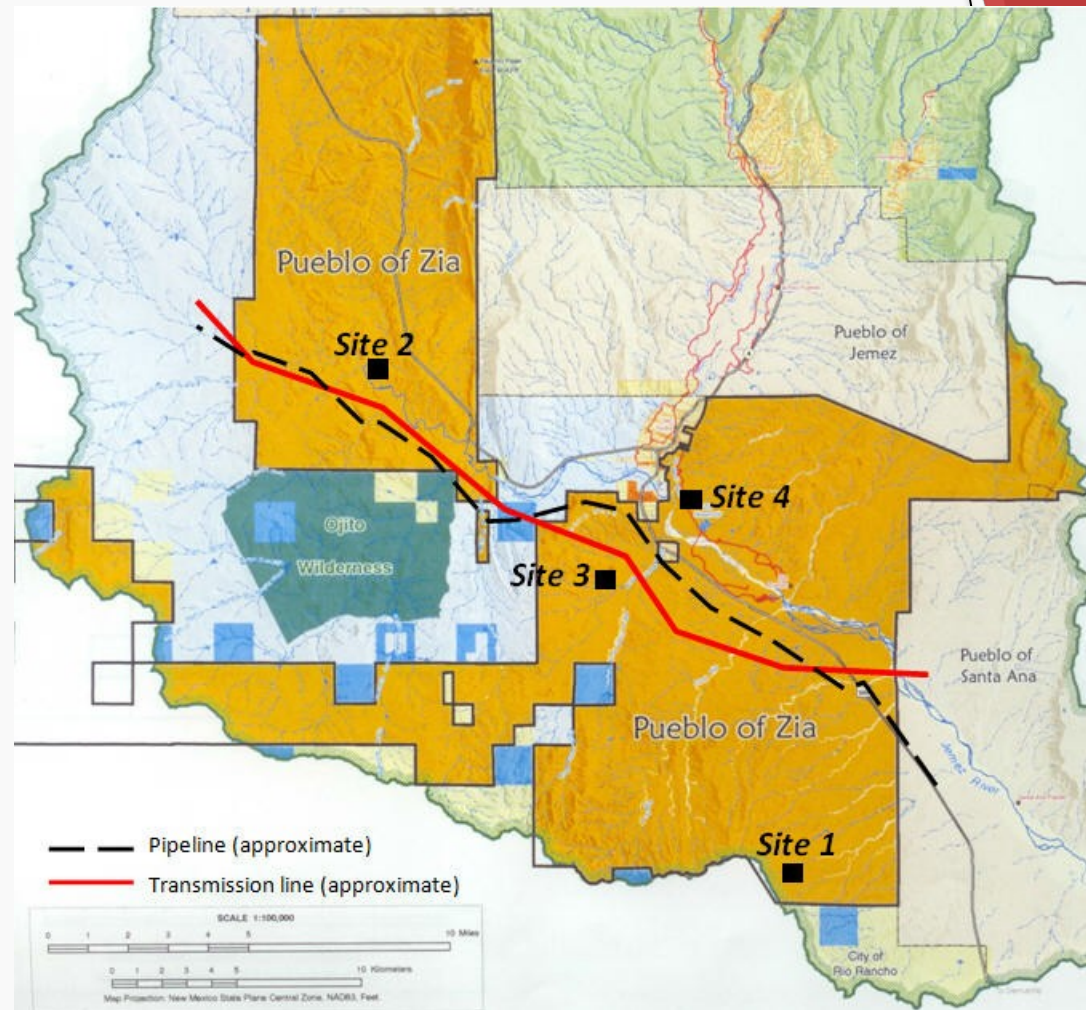 Pueblo of Zia
Site 2
Pueblo of
Jemez
Site 4
Ojito
Wilderness
Site 3
Pueblo of
Santa Ana
Pueblo of Zia
Jemez River
Site 1
Pipeline (approximate)
Transmission line (approximate)
SCALE 1:100,000
0 1 2 3 4 5 10 Miles
0 1 2 3 4 5 10 Kilometers
Map Projection: New Mexico State Plane Central Zone, NAD83, Feet.
City of
Rio Rancho